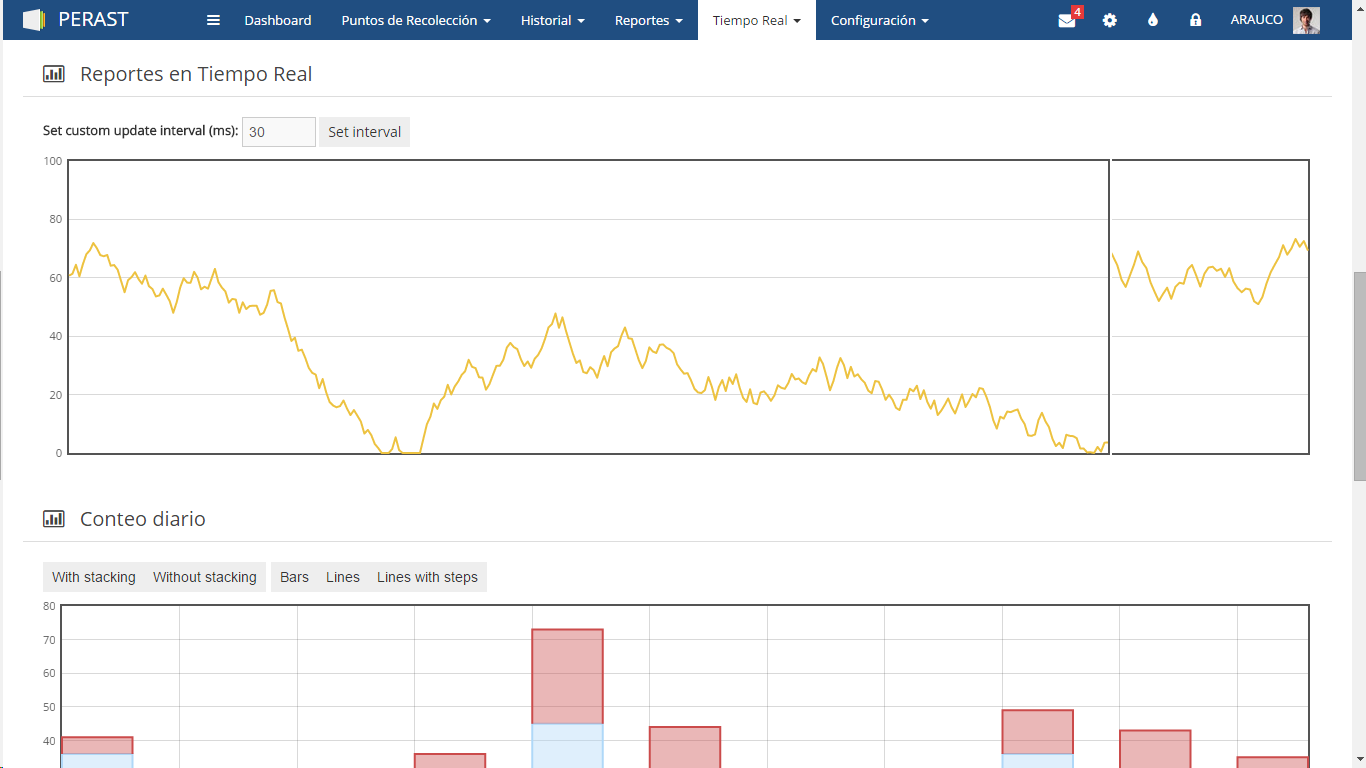 PERAST Dashboard Puntos de Recolección Historial Reportes Tiempo Real Configuración 4 ARAUCO
Reportes en Tiempo Real
Set custom update interval (ms): 30 Set interval
100
80
60
40
20
0
Conteo diario
With stacking Without stacking Bars Lines Lines with steps
80
70
60
50
40